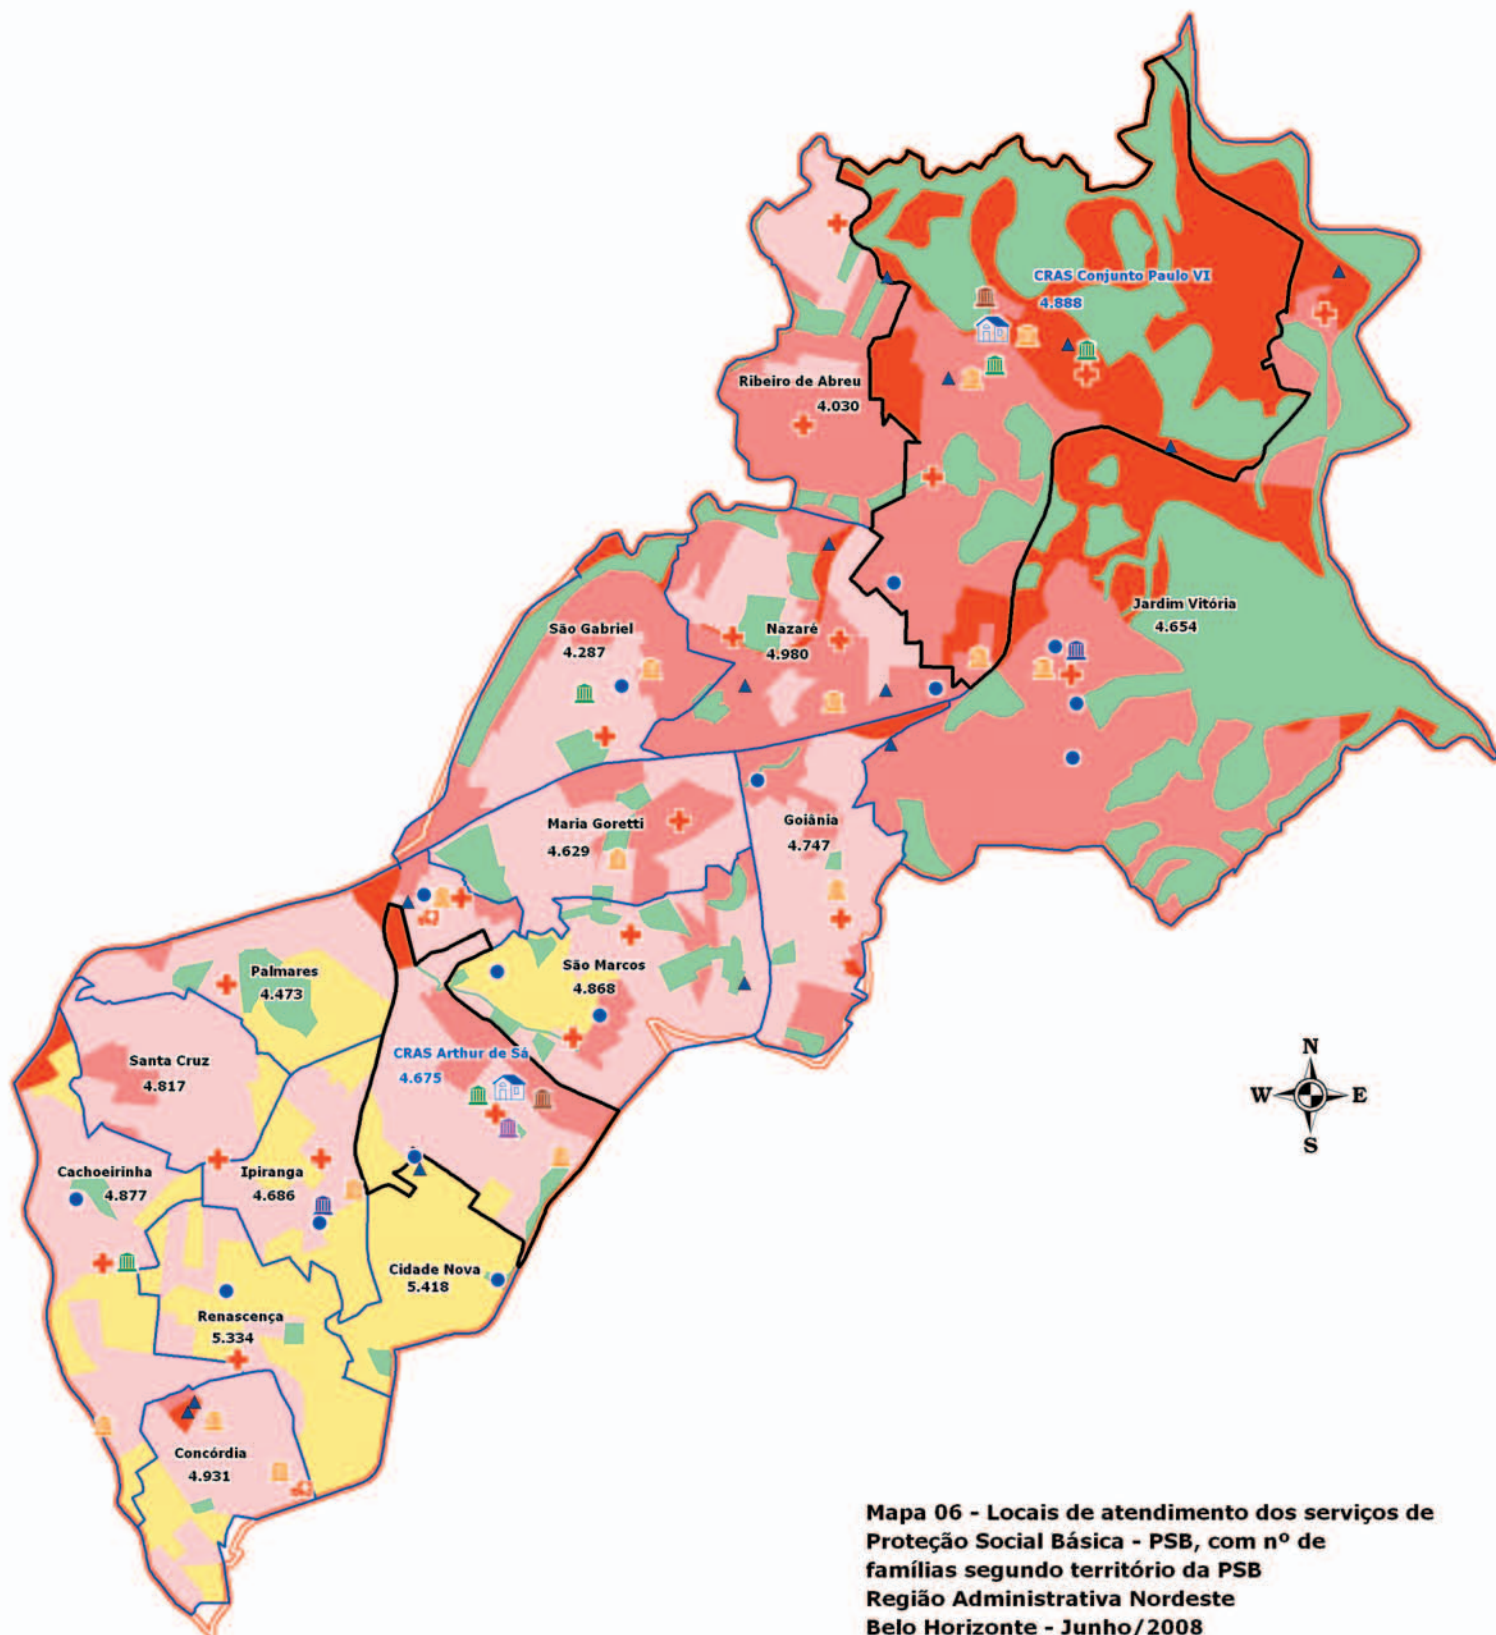 CRAS Conjunto Paulo VI
4.888
Ribeiro de Abreu
4.030
Jardim Vitória
4.654
São Gabriel
4.287
Nazaré
4.980
Maria Goretti
4.629
Goiânia
4.747
Palmares
4.473
São Marcos
4.868
Santa Cruz
4.817
CRAS Arthur de Sá
4.675
N
W
E
S
Cachoeirinha
4.877
Ipiranga
4.686
Cidade Nova
5.418
Renascença
5.334
Concórdia
4.931
Mapa 06 - Locais de atendimento dos serviços de
Proteção Social Básica - PSB, com nº de
famílias segundo território da PSB
Região Administrativa Nordeste
Belo Horizonte - Junho/2008